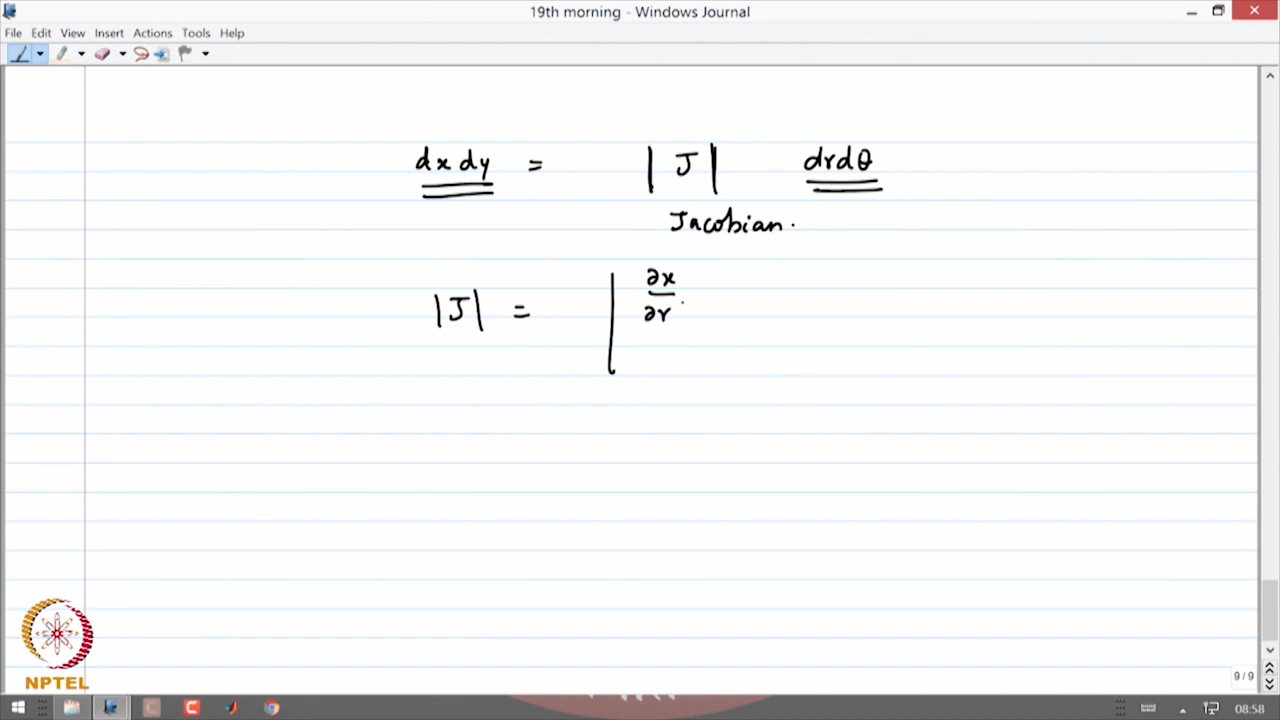 19th morning - Windows Journal
File Edit View Insert Actions Tools Help
dx dy = | J | drdθ
Jacobian.
|J| = | ∂x
∂r
NPTEL
9 / 9
08:58